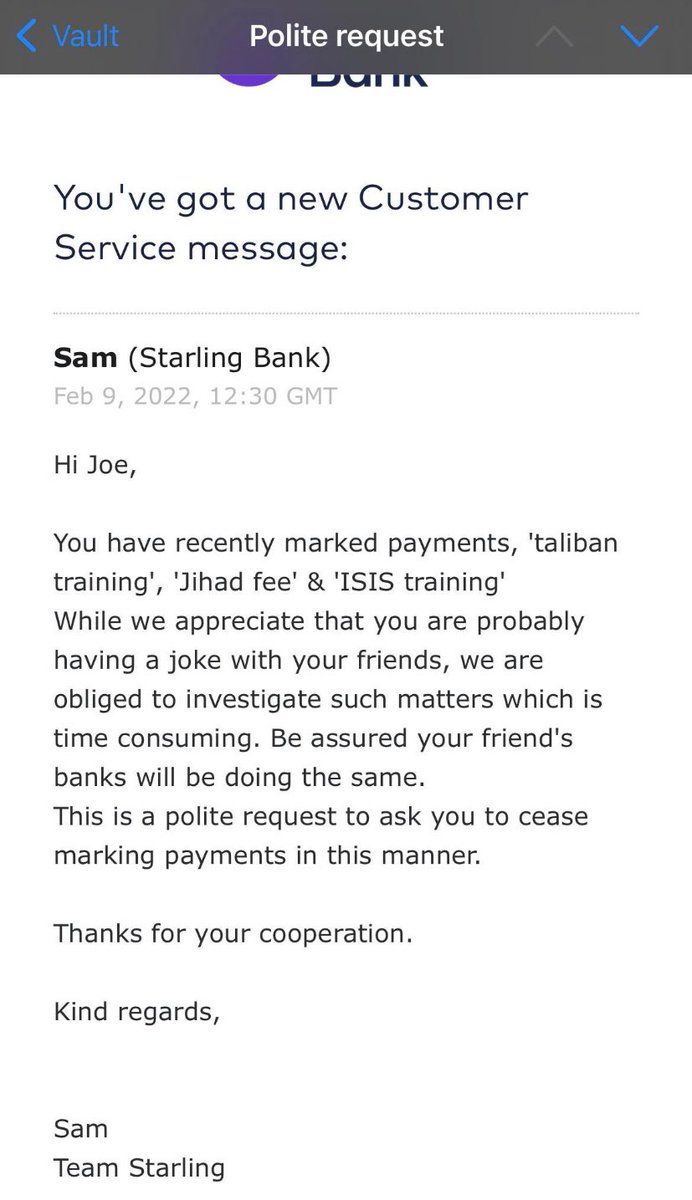 Vault
Polite request
Bank
You've got a new Customer
Service message:
Sam (Starling Bank)
Feb 9, 2022, 12:30 GMT
Hi Joe,
You have recently marked payments, 'taliban
training', 'Jihad fee' & 'ISIS training'
While we appreciate that you are probably
having a joke with your friends, we are
obliged to investigate such matters which is
time consuming. Be assured your friend's
banks will be doing the same.
This is a polite request to ask you to cease
marking payments in this manner.
Thanks for your cooperation.
Kind regards,
Sam
Team Starling